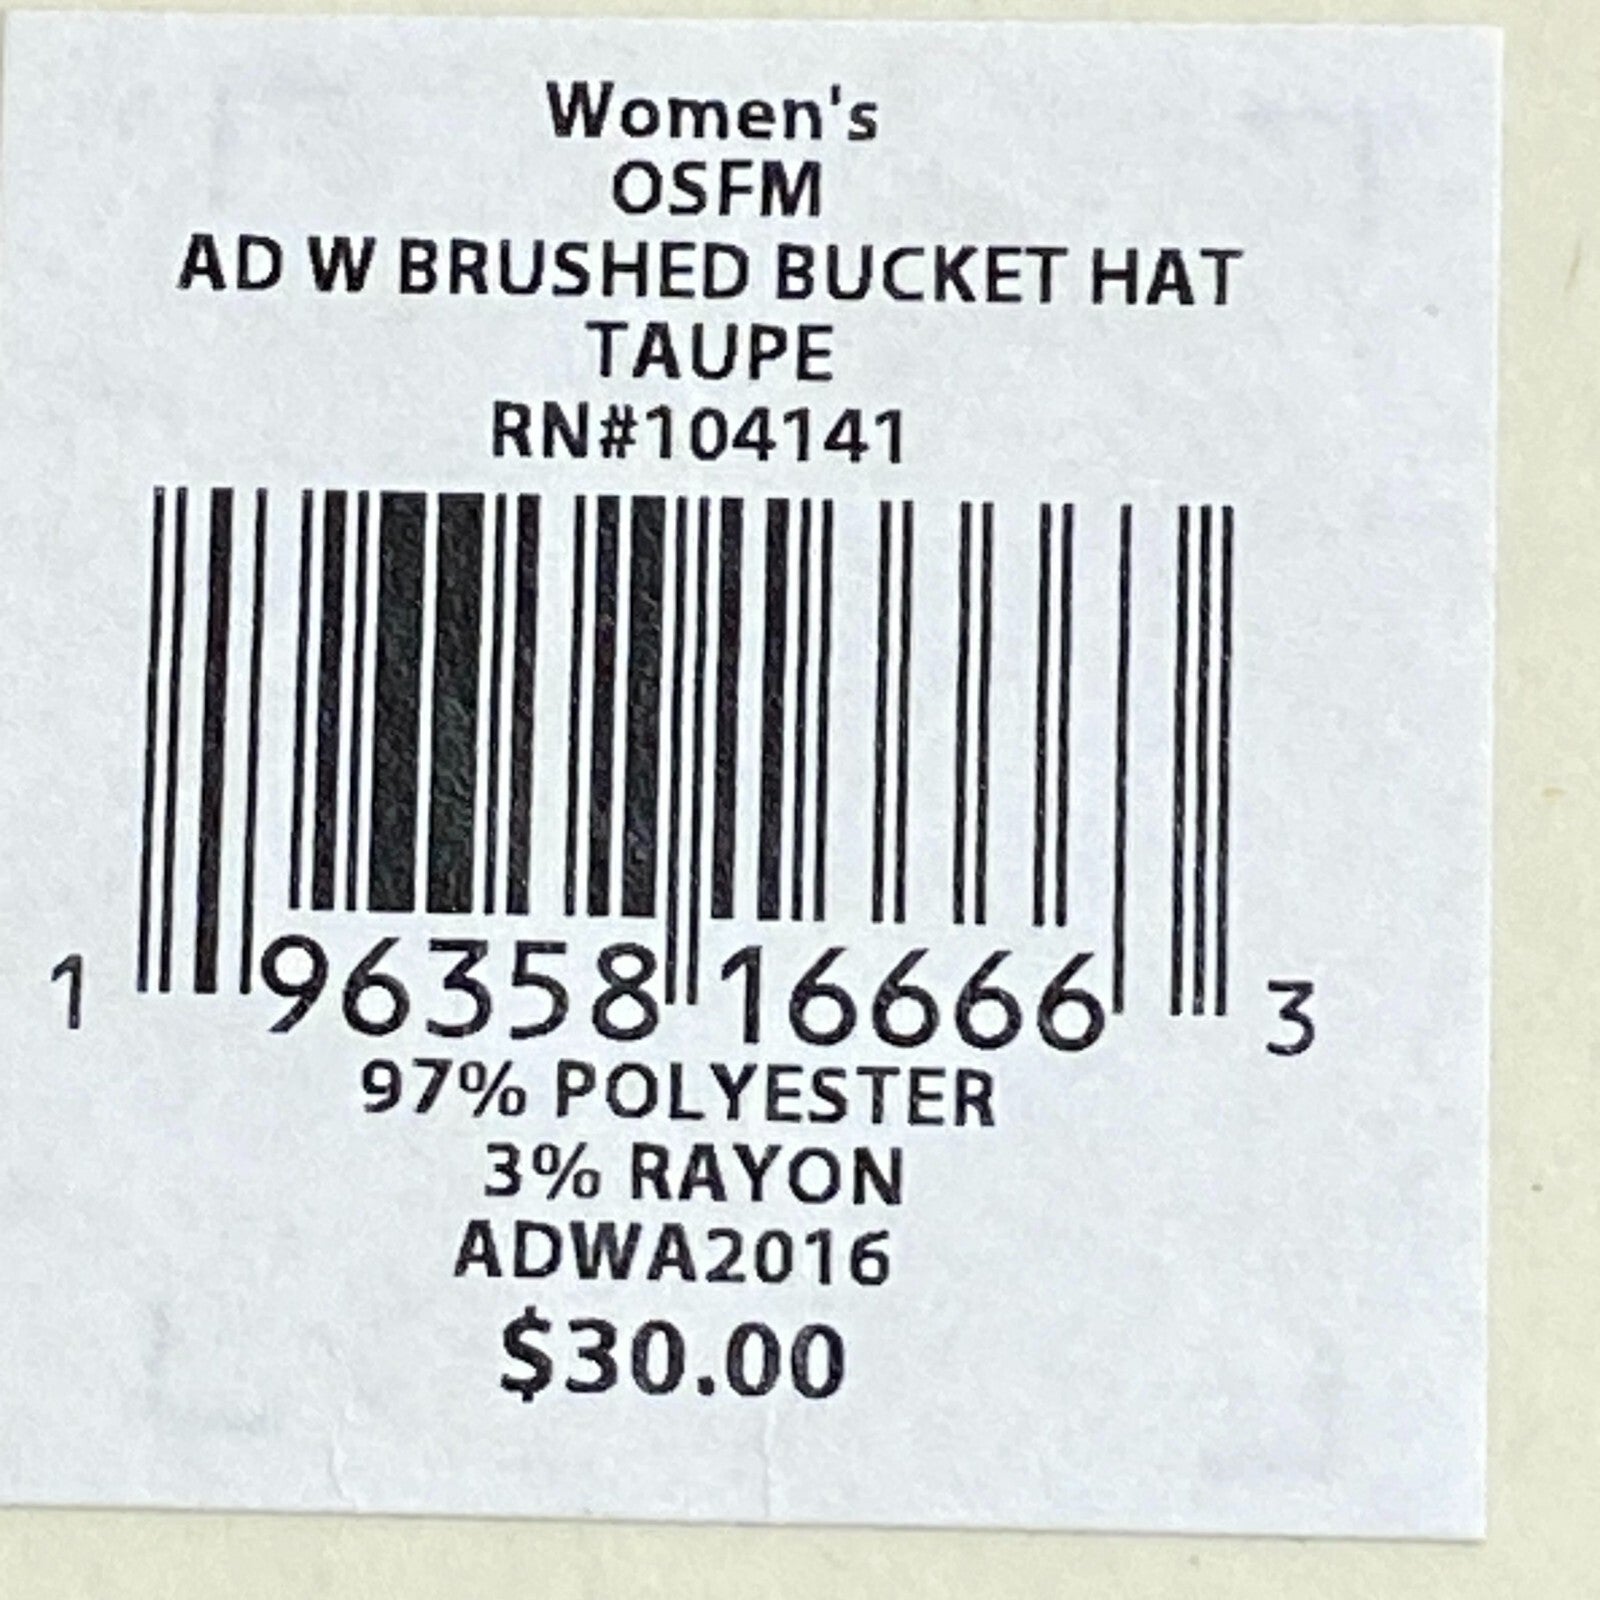 Women's
OSFM
AD W BRUSHED BUCKET HAT
TAUPE
RN#104141
1 96358 16666 3
97% POLYESTER
3% RAYON
ADWA2016
$30.00